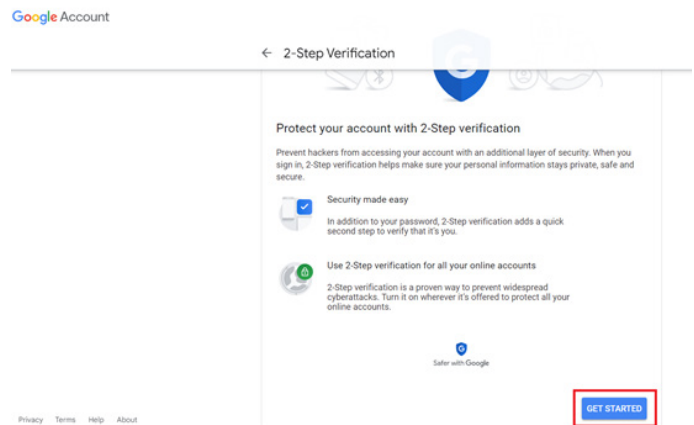 Google Account
← 2-Step Verification
Protect your account with 2-Step verification
Prevent hackers from accessing your account with an additional layer of security. When you
sign in, 2-Step verification helps make sure your personal information stays private, safe and
secure.
Security made easy
In addition to your password, 2-Step verification adds a quick
second step to verify that it's you.
Use 2-Step verification for all your online accounts
2-Step verification is a proven way to prevent widespread
cyberattacks. Turn it on wherever it's offered to protect all your
online accounts.
Safer with Google
GET STARTED
Privacy Terms Help About